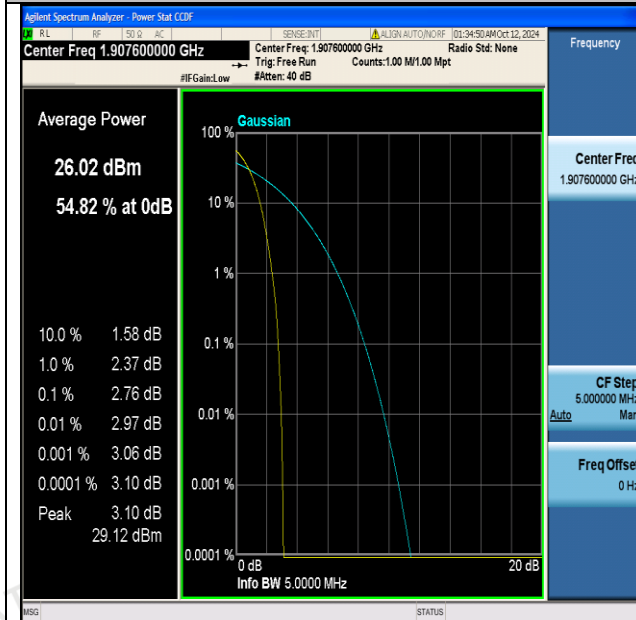 Agilent Spectrum Analyzer - Power Stat CCDF
RL RF 50 Ω AC SENSE:INT ALIGN AUTO/NORF 01:34:50 AM Oct 12, 2024
Center Freq 1.907600000 GHz
Center Freq: 1.907600000 GHz Radio Std: None
Trig: Free Run Counts:1.00 M/1.00 Mpt
#IFGain:Low #Atten: 40 dB
Frequency
Average Power
26.02 dBm
54.82 % at 0dB
10.0 % 1.58 dB
1.0 % 2.37 dB
0.1 % 2.76 dB
0.01 % 2.97 dB
0.001 % 3.06 dB
0.0001 % 3.10 dB
Peak 3.10 dB
29.12 dBm
Gaussian
100 %
10 %
1 %
0.1 %
0.01 %
0.001 %
0.0001 %
0 dB 20 dB
Info BW 5.0000 MHz
Center Freq
1.907600000 GHz
CF Step
5.000000 MHz
Auto Man
Freq Offset
0 Hz
MSG STATUS